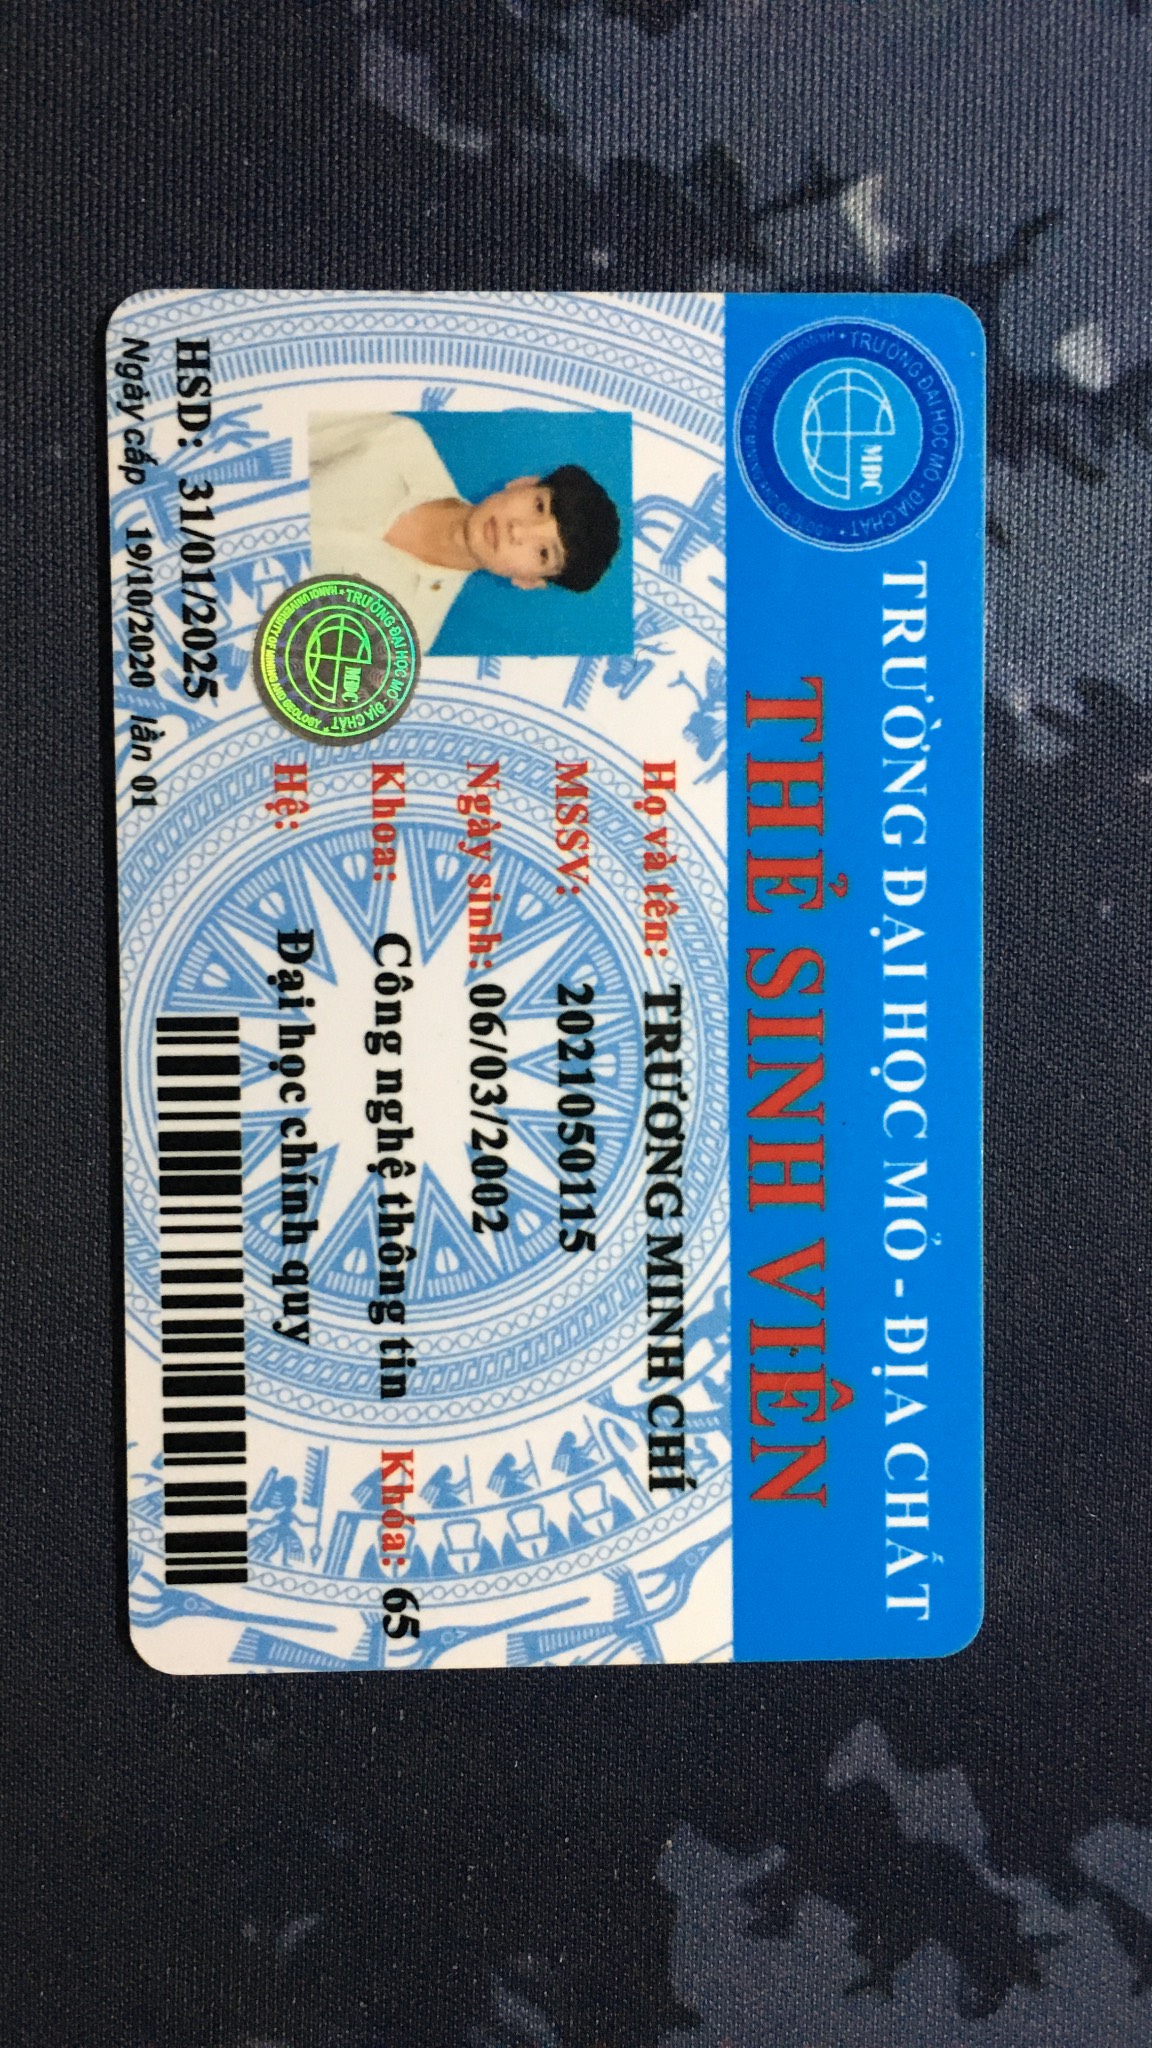 TRƯỜNG ĐẠI HỌC MỎ - ĐỊA CHẤT
HANOI UNIVERSITY OF MINING AND GEOLOGY
MĐC
TRƯỜNG ĐẠI HỌC MỎ - ĐỊA CHẤT
THẺ SINH VIÊN
Họ và tên: TRƯƠNG MINH CHÍ
MSSV: 2021050115
Ngày sinh: 06/03/2002
Khoa: Công nghệ thông tin Khóa: 65
Hệ: Đại học chính quy
TRƯỜNG ĐẠI HỌC MỎ - ĐỊA CHẤT
HANOI UNIVERSITY OF MINING AND GEOLOGY
MĐC
HSD: 31/01/2025
Ngày cấp 19/10/2020 lần 01